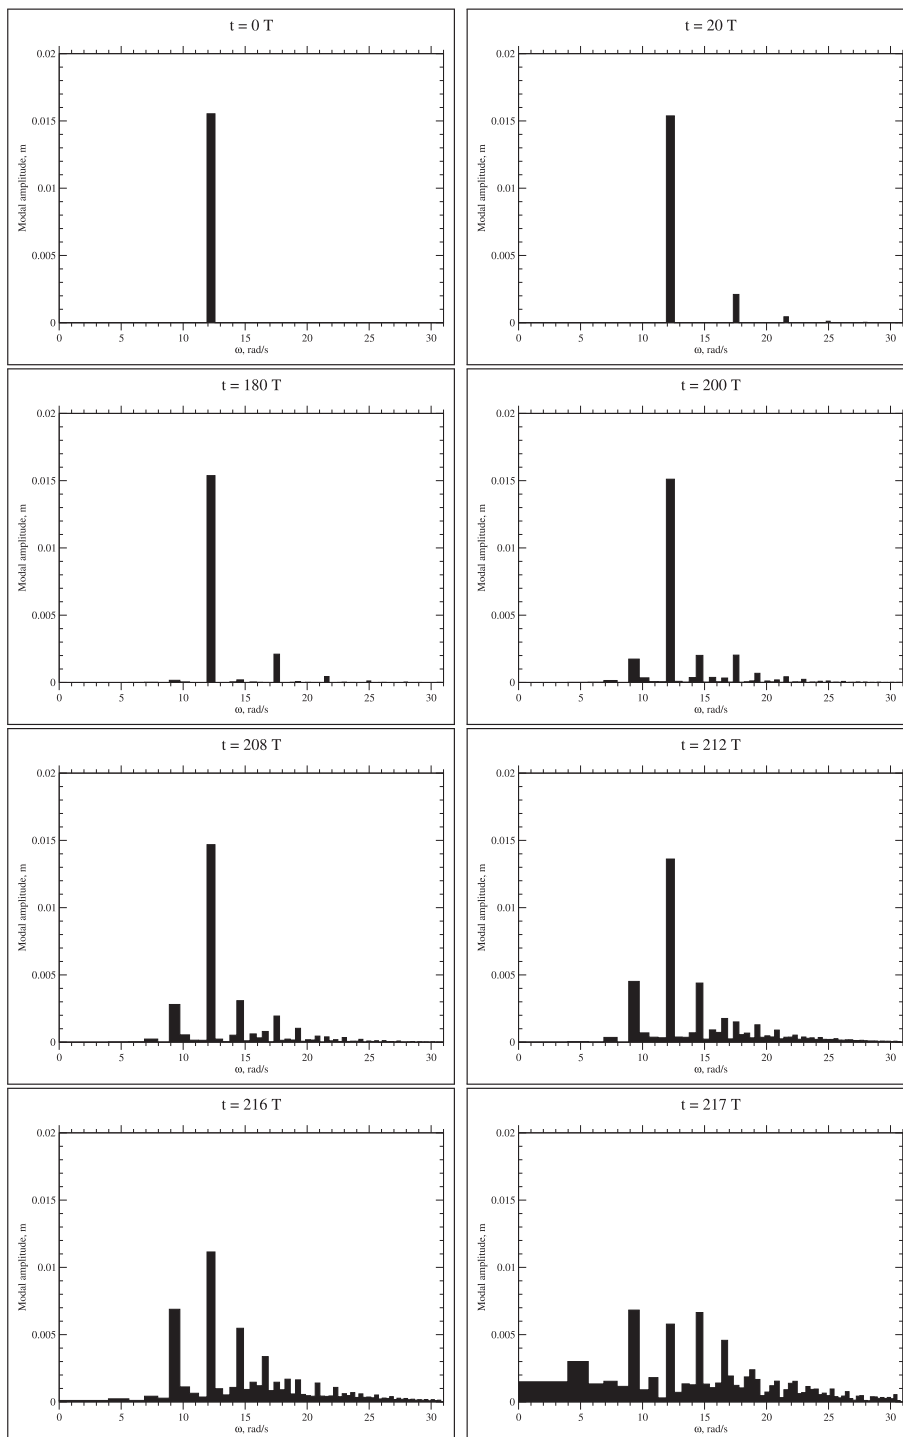 t = 0 T
0.02
0.015
0.01
0.005
0
Modal amplitude, m
0 5 10 15 20 25 30
ω, rad/s
t = 20 T
0.02
0.015
0.01
0.005
0
Modal amplitude, m
0 5 10 15 20 25 30
ω, rad/s
t = 180 T
0.02
0.015
0.01
0.005
0
Modal amplitude, m
0 5 10 15 20 25 30
ω, rad/s
t = 200 T
0.02
0.015
0.01
0.005
0
Modal amplitude, m
0 5 10 15 20 25 30
ω, rad/s
t = 208 T
0.02
0.015
0.01
0.005
0
Modal amplitude, m
0 5 10 15 20 25 30
ω, rad/s
t = 212 T
0.02
0.015
0.01
0.005
0
Modal amplitude, m
0 5 10 15 20 25 30
ω, rad/s
t = 216 T
0.02
0.015
0.01
0.005
0
Modal amplitude, m
0 5 10 15 20 25 30
ω, rad/s
t = 217 T
0.02
0.015
0.01
0.005
0
Modal amplitude, m
0 5 10 15 20 25 30
ω, rad/s